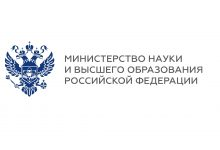 МИНИСТЕРСТВО НАУКИ
И ВЫСШЕГО ОБРАЗОВАНИЯ
РОССИЙСКОЙ ФЕДЕРАЦИИ